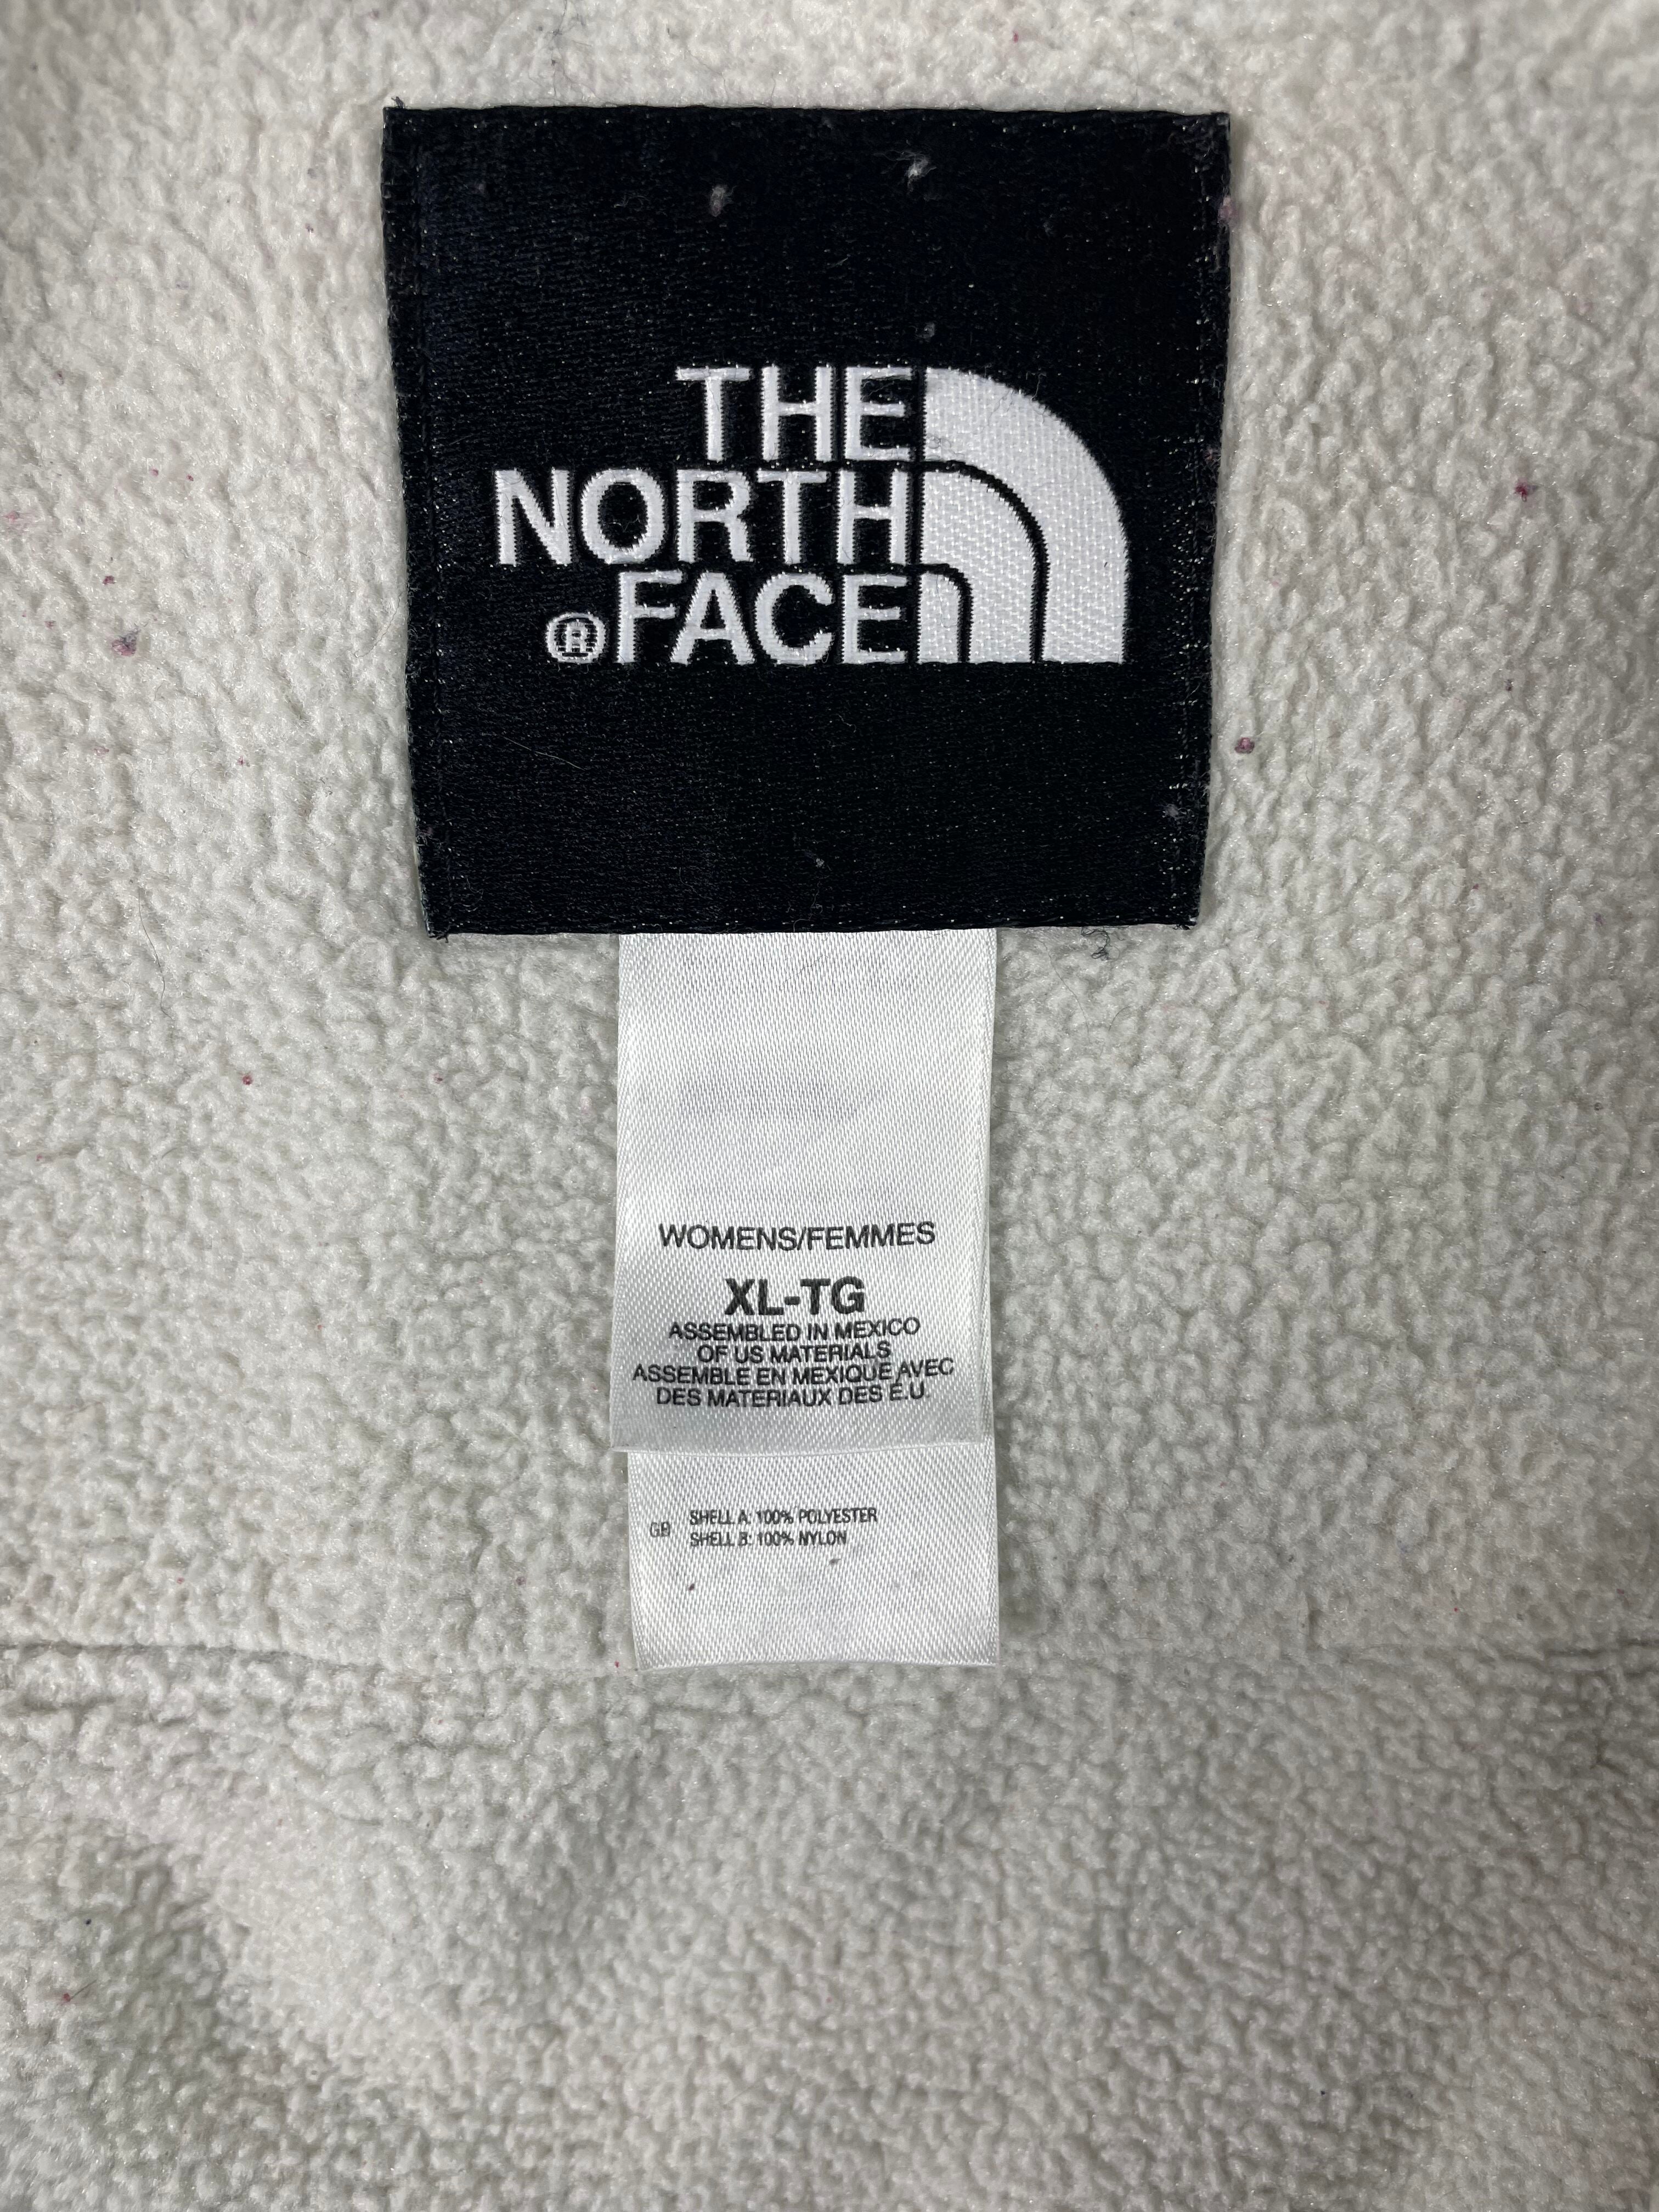 THE
NORTH
®FACE
WOMENS/FEMMES
XL-TG
ASSEMBLED IN MEXICO
OF US MATERIALS
ASSEMBLE EN MEXIQUE AVEC
DES MATERIAUX DES E.U.
GB SHELL A: 100% POLYESTER
SHELL B: 100% NYLON